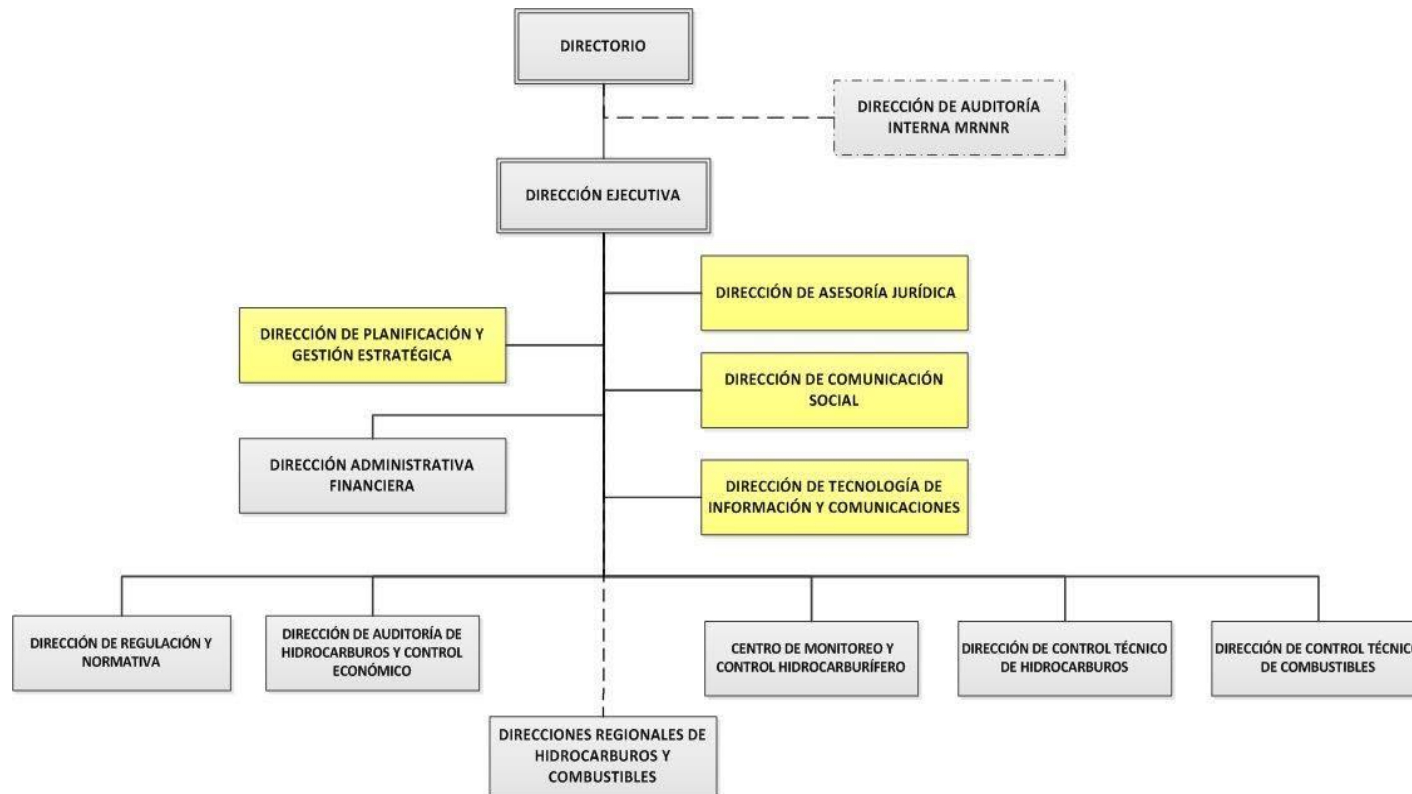 DIRECTORIO
DIRECCIÓN DE AUDITORÍA
INTERNA MRNNR
DIRECCIÓN EJECUTIVA
DIRECCIÓN DE ASESORÍA JURÍDICA
DIRECCIÓN DE PLANIFICACIÓN Y
GESTIÓN ESTRATÉGICA
DIRECCIÓN DE COMUNICACIÓN
SOCIAL
DIRECCIÓN ADMINISTRATIVA
FINANCIERA
DIRECCIÓN DE TECNOLOGÍA DE
INFORMACIÓN Y COMUNICACIONES
DIRECCIÓN DE REGULACIÓN Y
NORMATIVA
DIRECCIÓN DE AUDITORÍA DE
HIDROCARBUROS Y CONTROL
ECONÓMICO
CENTRO DE MONITOREO Y
CONTROL HIDROCARBURÍFERO
DIRECCIÓN DE CONTROL TÉCNICO
DE HIDROCARBUROS
DIRECCIÓN DE CONTROL TÉCNICO
DE COMBUSTIBLES
DIRECCIONES REGIONALES DE
HIDROCARBUROS Y
COMBUSTIBLES